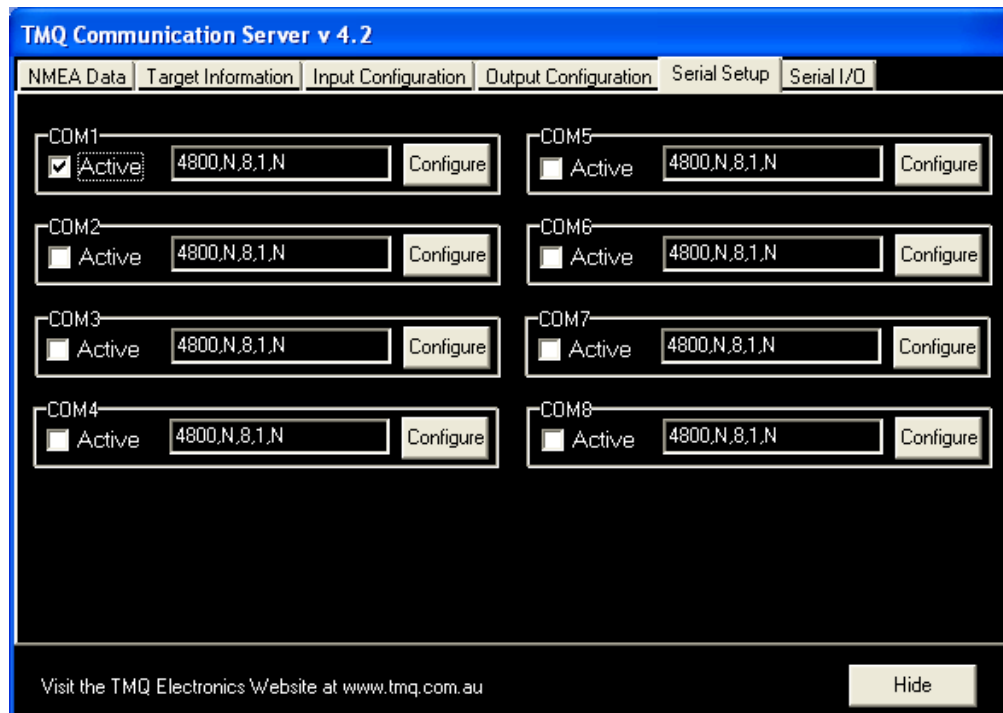 TMQ Communication Server v 4.2
NMEA Data Target Information Input Configuration Output Configuration Serial Setup Serial I/O
COM1
Active 4800,N,8,1,N Configure
COM5
Active 4800,N,8,1,N Configure
COM2
Active 4800,N,8,1,N Configure
COM6
Active 4800,N,8,1,N Configure
COM3
Active 4800,N,8,1,N Configure
COM7
Active 4800,N,8,1,N Configure
COM4
Active 4800,N,8,1,N Configure
COM8
Active 4800,N,8,1,N Configure
Visit the TMQ Electronics Website at www.tmq.com.au
Hide